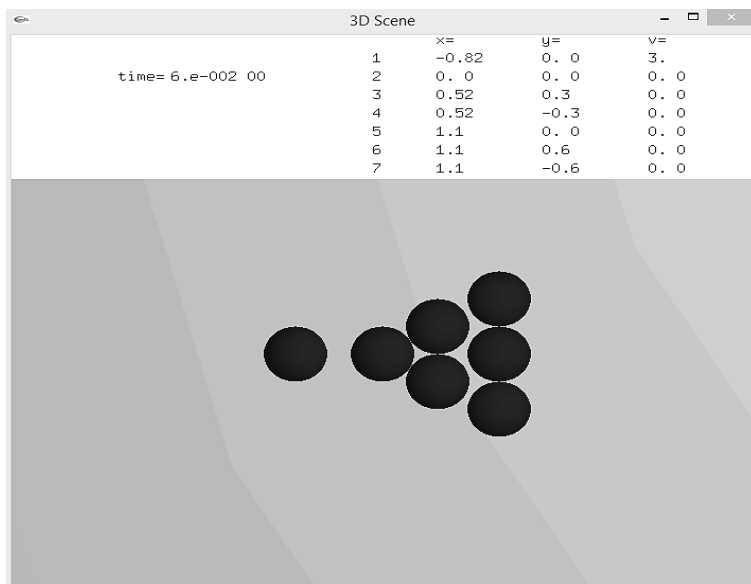 3D Scene
x= y= v=
1 -0.82 0. 0 3.
time= 6.e-002 00 2 0. 0 0. 0 0. 0
3 0.52 0.3 0. 0
4 0.52 -0.3 0. 0
5 1.1 0. 0 0. 0
6 1.1 0.6 0. 0
7 1.1 -0.6 0. 0